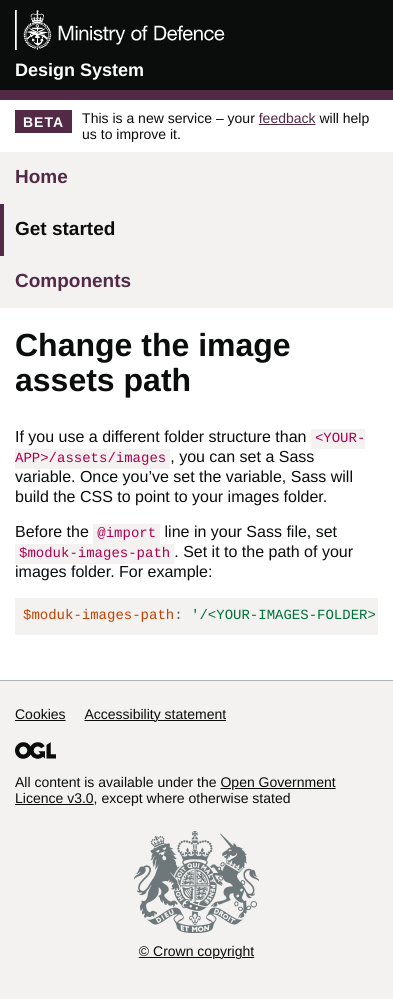 Ministry of Defence
Design System
BETA
This is a new service – your feedback will help
us to improve it.
Home
Get started
Components
Change the image
assets path
If you use a different folder structure than <YOUR-
APP>/assets/images, you can set a Sass
variable. Once you’ve set the variable, Sass will
build the CSS to point to your images folder.
Before the @import line in your Sass file, set
$moduk-images-path. Set it to the path of your
images folder. For example:
$moduk-images-path: '/<YOUR-IMAGES-FOLDER>
Cookies Accessibility statement
OGL
All content is available under the Open Government
Licence v3.0, except where otherwise stated
DIEU ET MON DROIT
© Crown copyright